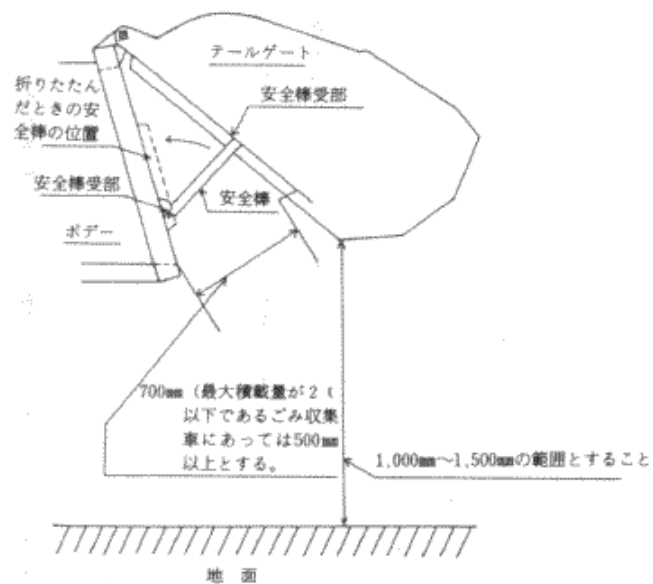 テールゲート
折りたたん
だときの安
全棒の位置
安全棒受部
安全棒受部
安全棒
ボデー
700㎜(最大積載量が2t
以下であるごみ収集
車にあっては500㎜
以上とする。
1,000㎜～1,500㎜の範囲とすること
地 面